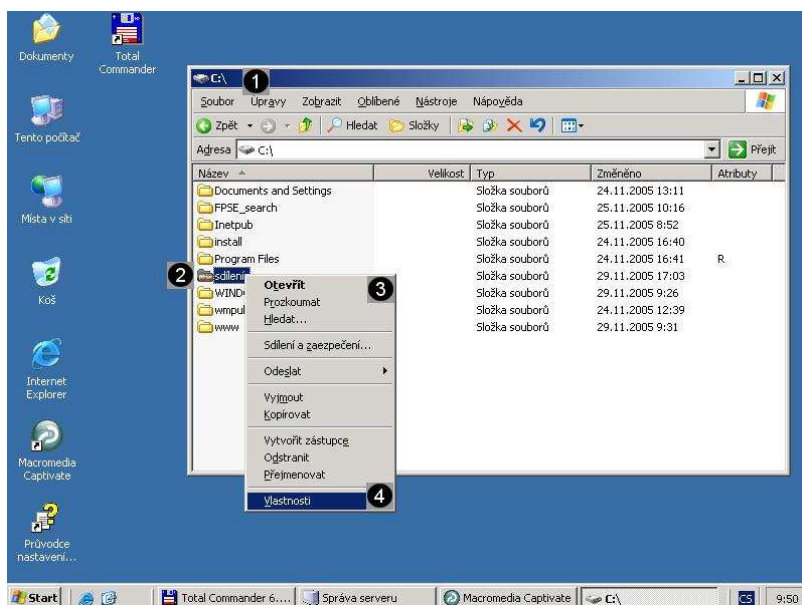 Dokumenty
Total Commander
Tento počítač
Místa v síti
Koš
Internet Explorer
Macromedia Captivate
Průvodce nastavení...
C:\
1
Soubor Upravy Zobrazit Oblíbené Nástroje Nápověda
Zpět Hledat Složky
Adresa C:\ Přejít
Název Velikost Typ Změněno Atributy
Documents and Settings Složka souborů 24.11.2005 13:11
FPSE_search Složka souborů 25.11.2005 10:16
Inetpub Složka souborů 25.11.2005 8:52
install Složka souborů 24.11.2005 16:40
Program Files Složka souborů 24.11.2005 16:41 R
2 sdílení Složka souborů 29.11.2005 17:03
Složka souborů 29.11.2005 9:26
Složka souborů 24.11.2005 12:39
www Složka souborů 29.11.2005 9:31
Otevřít
3
Prozkoumat
Hledat...
Sdílení a zaezpečení...
Odeslat
Vyjmout
Kopírovat
Vytvořit zástupce
Odstranit
Přejmenovat
Vlastnosti 4
Start Total Commander 6.... Správa serveru Macromedia Captivate C:\ CS 9:50